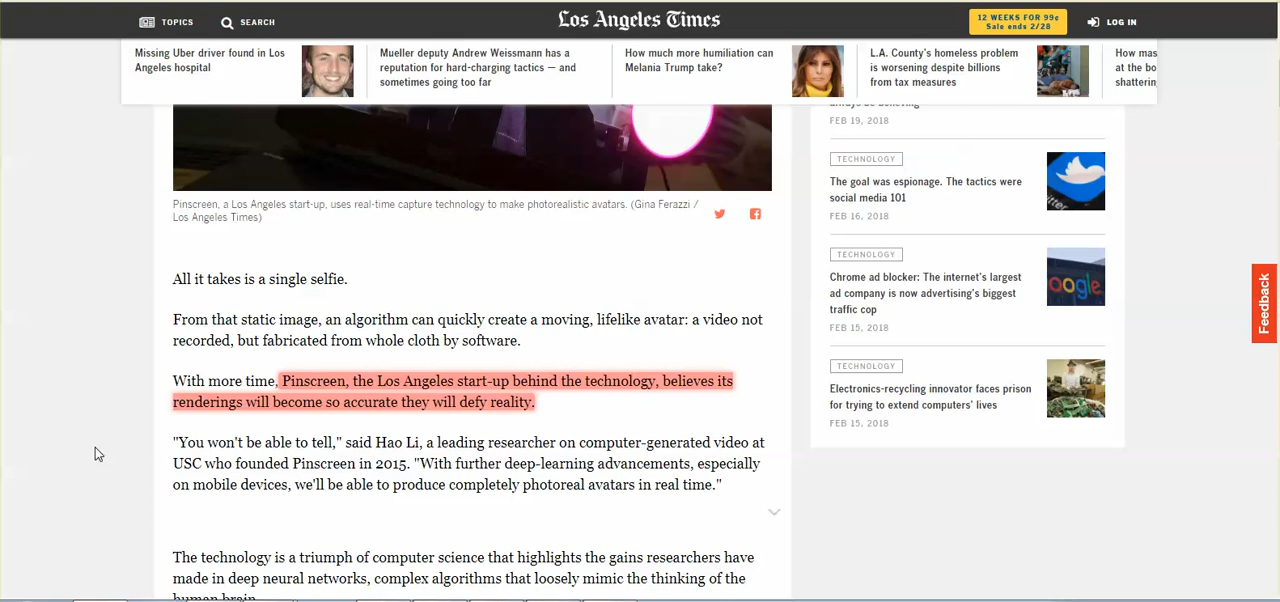 TOPICS
SEARCH
Los Angeles Times
12 WEEKS FOR 99¢
Sale ends 2/28
LOG IN
Missing Uber driver found in Los
Angeles hospital
Mueller deputy Andrew Weissmann has a
reputation for hard-charging tactics — and
sometimes going too far
How much more humiliation can
Melania Trump take?
L.A. County's homeless problem
is worsening despite billions
from tax measures
How
at the
Pinscreen, a Los Angeles start-up, uses real-time capture technology to make photorealistic avatars. (Gina Ferazzi /
Los Angeles Times)
All it takes is a single selfie.
From that static image, an algorithm can quickly create a moving, lifelike avatar: a video not
recorded, but fabricated from whole cloth by software.
With more time, Pinscreen, the Los Angeles start-up behind the technology, believes its
renderings will become so accurate they will defy reality.
"You won't be able to tell," said Hao Li, a leading researcher on computer-generated video at
USC who founded Pinscreen in 2015. "With further deep-learning advancements, especially
on mobile devices, we'll be able to produce completely photoreal avatars in real time."
The technology is a triumph of computer science that highlights the gains researchers have
made in deep neural networks, complex algorithms that loosely mimic the thinking of the
human brain.
FEB 19, 2018
TECHNOLOGY
The goal was espionage. The tactics were
social media 101
FEB 16, 2018
TECHNOLOGY
Chrome ad blocker: The internet's largest
ad company is now advertising's biggest
traffic cop
FEB 15, 2018
oogle
TECHNOLOGY
Electronics-recycling innovator faces prison
for trying to extend computers' lives
FEB 15, 2018
Feedback